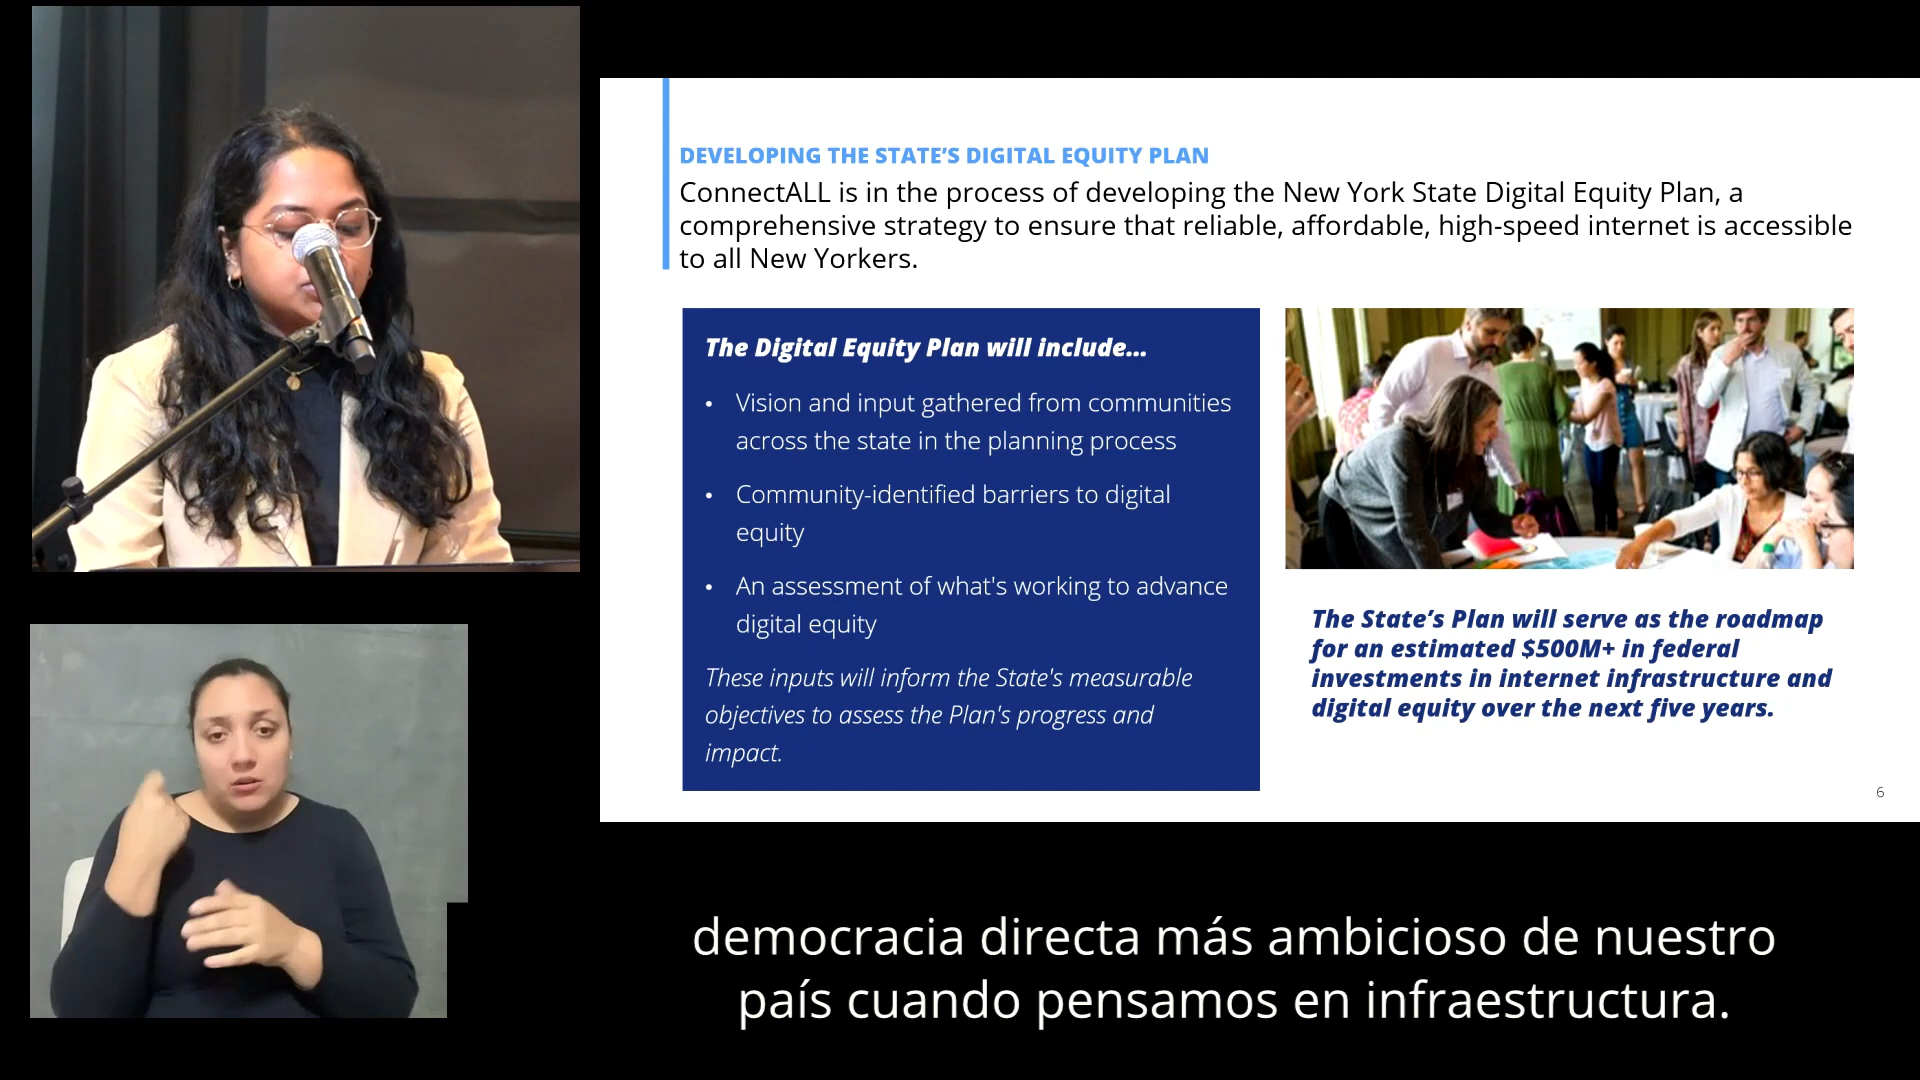 DEVELOPING THE STATE’S DIGITAL EQUITY PLAN
ConnectALL is in the process of developing the New York State Digital Equity Plan, a
comprehensive strategy to ensure that reliable, affordable, high-speed internet is accessible
to all New Yorkers.
The Digital Equity Plan will include...
• Vision and input gathered from communities
across the state in the planning process
• Community-identified barriers to digital
equity
• An assessment of what's working to advance
digital equity
These inputs will inform the State's measurable
objectives to assess the Plan's progress and
impact.
The State’s Plan will serve as the roadmap
for an estimated $500M+ in federal
investments in internet infrastructure and
digital equity over the next five years.
6
democracia directa más ambicioso de nuestro
país cuando pensamos en infraestructura.